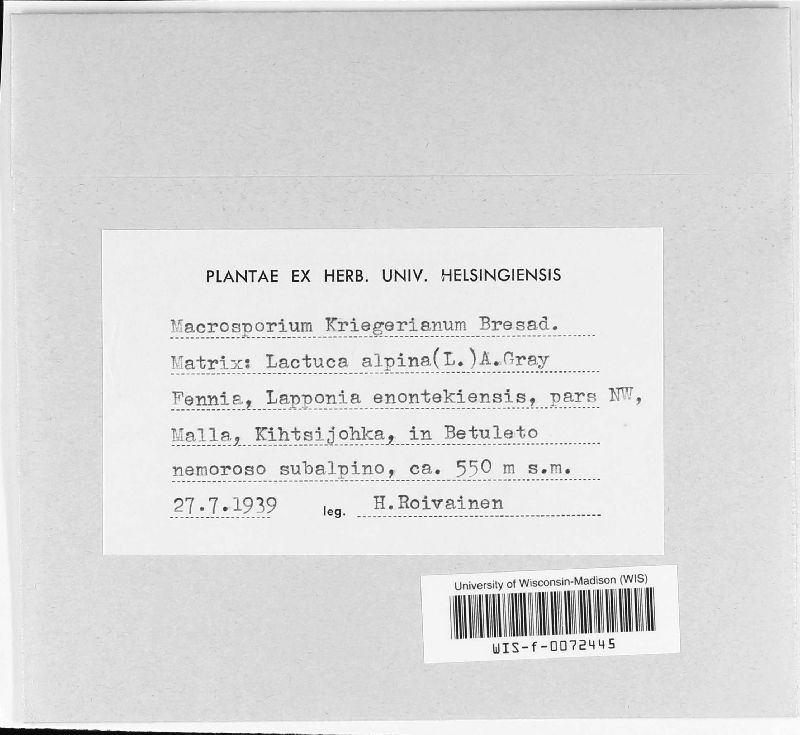 PLANTAE EX HERB. UNIV. HELSINGIENSIS
Macrosporium Kriegerianum Bresad.
Matrix: Lactuca alpina(L.)A.Gray
Fennia, Lapponia enontekiensis, pars NW,
Malla, Kihtsijohka, in Betuleto
nemoroso subalpino, ca. 550 m s.m.
27.7.1939 leg. H.Roivainen
University of Wisconsin-Madison (WIS)
WIS-f-0072445